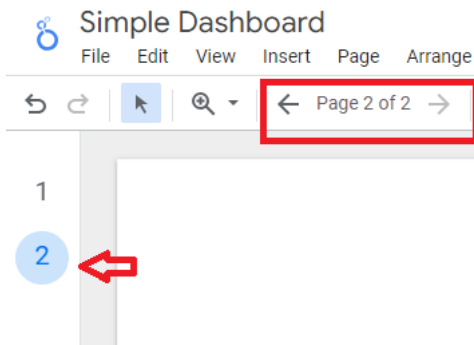 Simple Dashboard
File Edit View Insert Page Arrange
Page 2 of 2
1
2